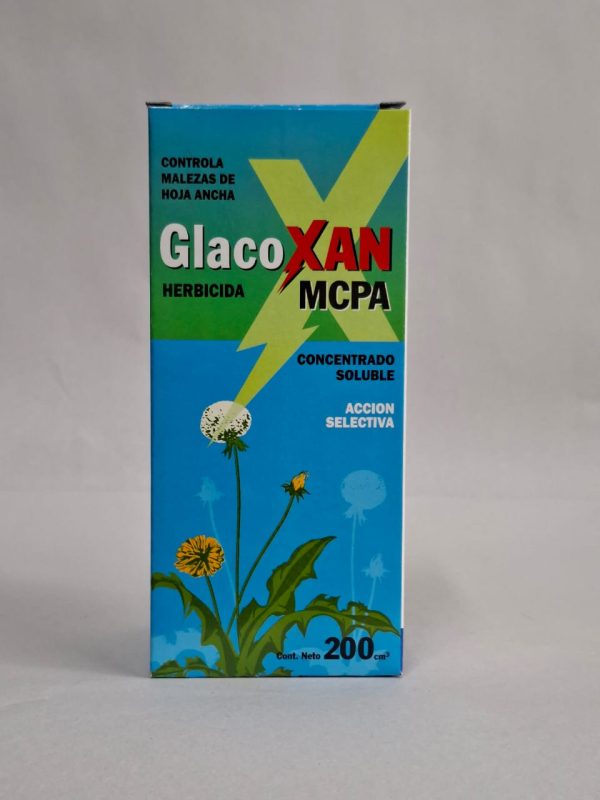 CONTROLA
MALEZAS DE
HOJA ANCHA
GlacoXAN
HERBICIDA
MCPA
CONCENTRADO
SOLUBLE
ACCION
SELECTIVA
Cont. Neto 200 cm³